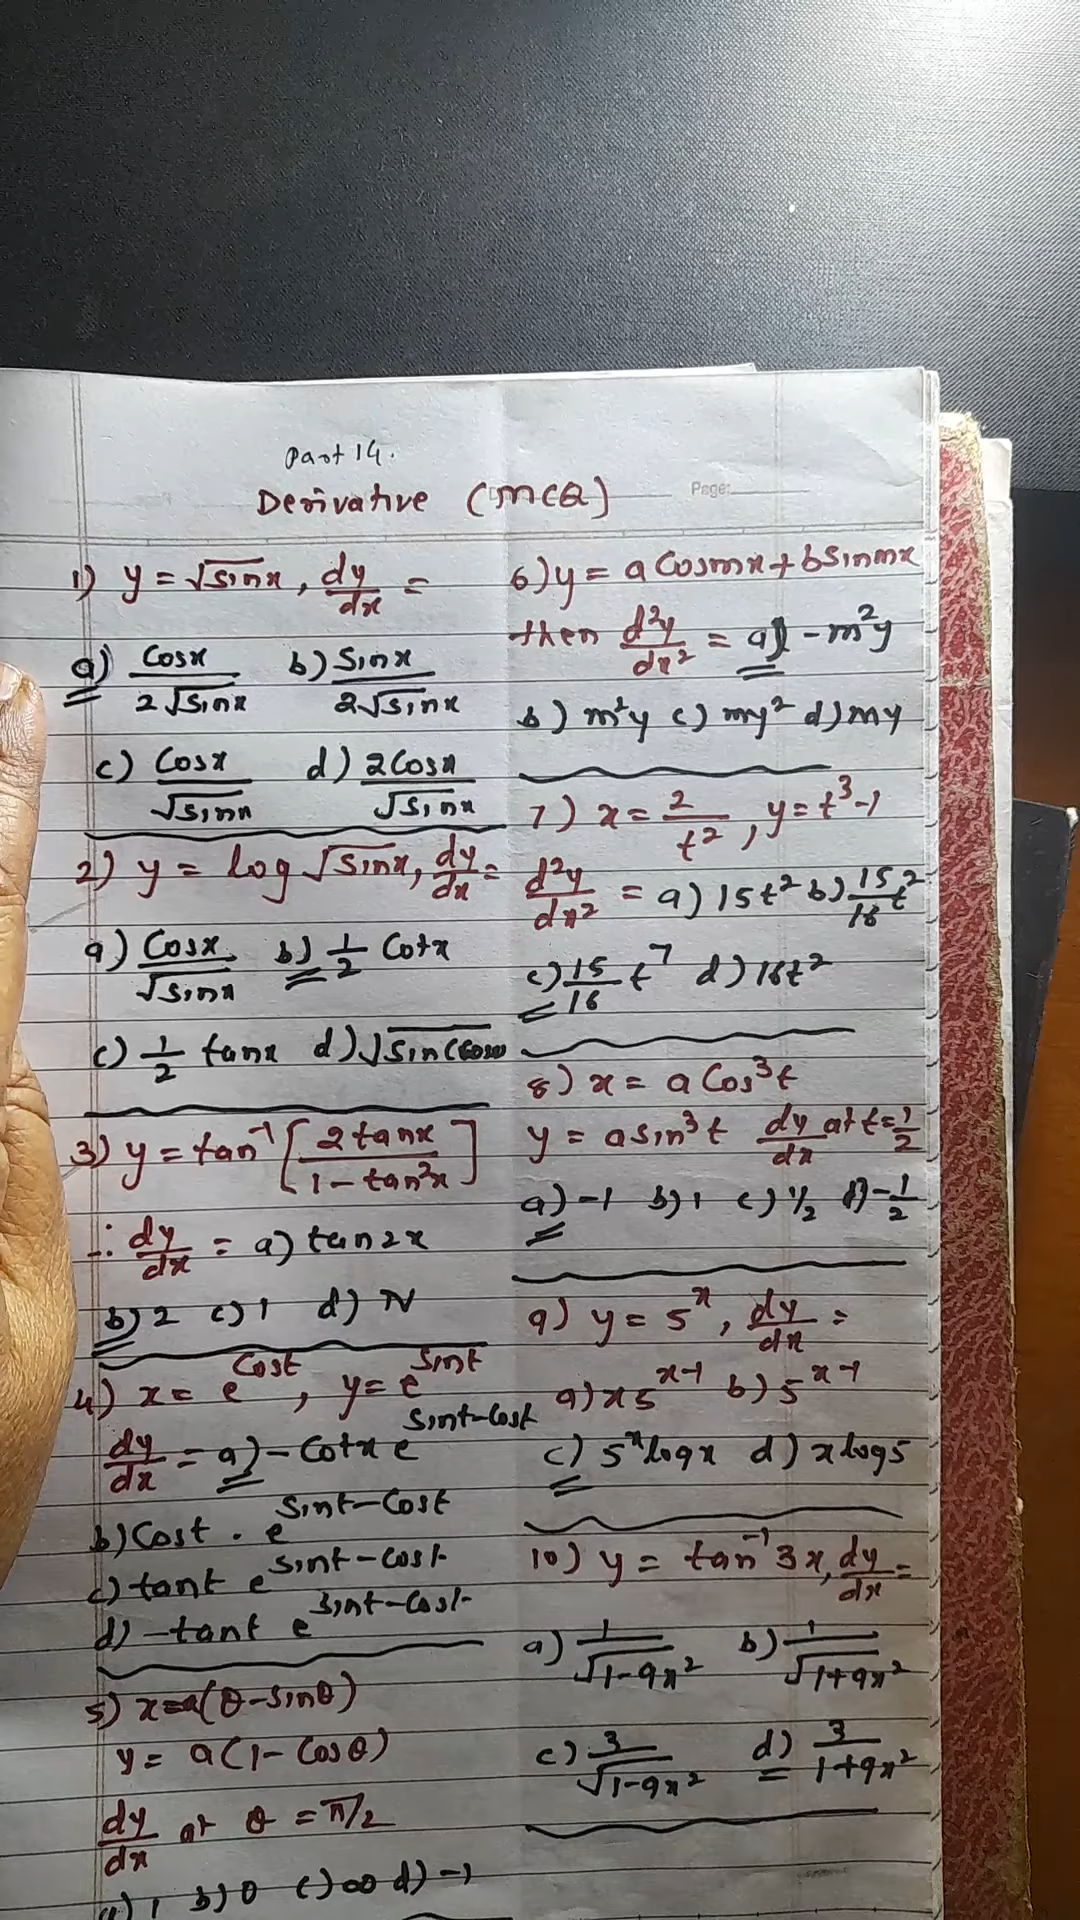 Part 14.
Derivative (MCQ)
Page:
1) y = √sinx, dy/dx =
a) cosx/2√sinx b) sinx/2√sinx
c) cosx/√sinx d) 2cosx/√sinx
2) y = log√sinx, dy/dx =
a) cosx/√sinx b) 1/2 cotx
c) 1/2 tanx d) √sin(cosx)
3) y = tan⁻¹[2tanx/1-tan²x]
∴ dy/dx = a) tan2x
b) 2 c) 1 d) N
4) x = e^cost, y = e^sint
dy/dx = a) -cotx e^sint-cost
b) cost . e^sint-cost
c) tant e^sint-cost
d) -tant e^sint-cost
5) x = a(θ-sinθ)
y = a(1-cosθ)
dy/dx at θ = π/2
a) 1 b) 0 c) ∞ d) -1
6) y = a cosmx + b sinmx
then d²y/dx² = a) -m²y
b) m²y c) my² d) my
7) x = 2/t², y = t³-1
d²y/dx² = a) 15t² b) 15/16 t²
c) 15/16 t⁷ d) 16t²
8) x = a cos³t
y = a sin³t dy/dx at t=1/2
a) -1 b) 1 c) 1/2 d) -1/2
9) y = 5^x, dy/dx =
a) x5^x-1 b) 5^x-1
c) 5^x logx d) x log5
10) y = tan⁻¹3x, dy/dx =
a) 1/√1-9x² b) 1/√1+9x²
c) 3/√1-9x² d) 3/1+9x²